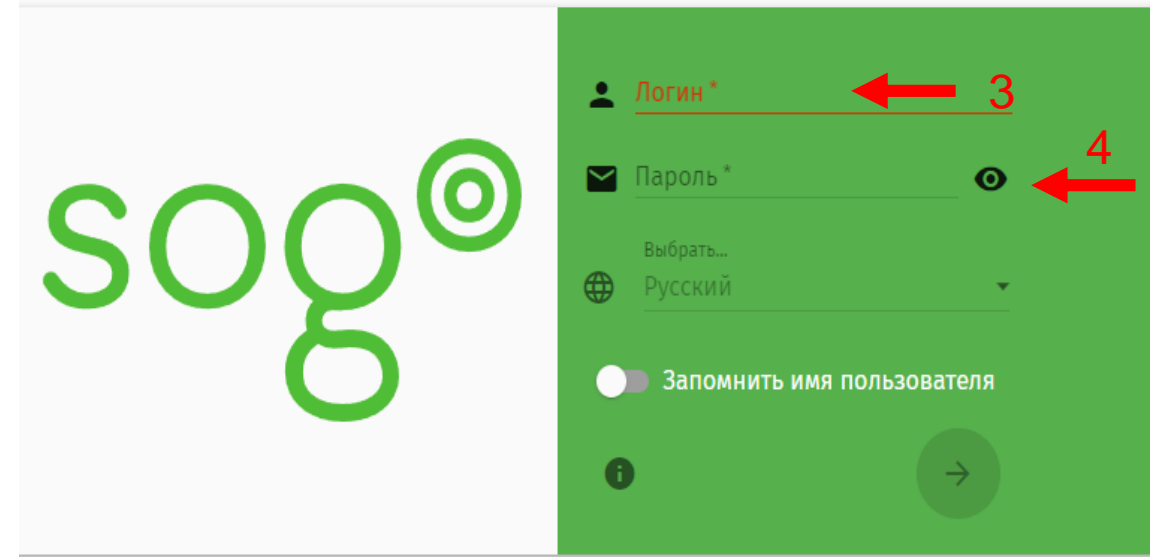 sogo
Логин *
3
Пароль *
4
Выбрать...
Русский
Запомнить имя пользователя